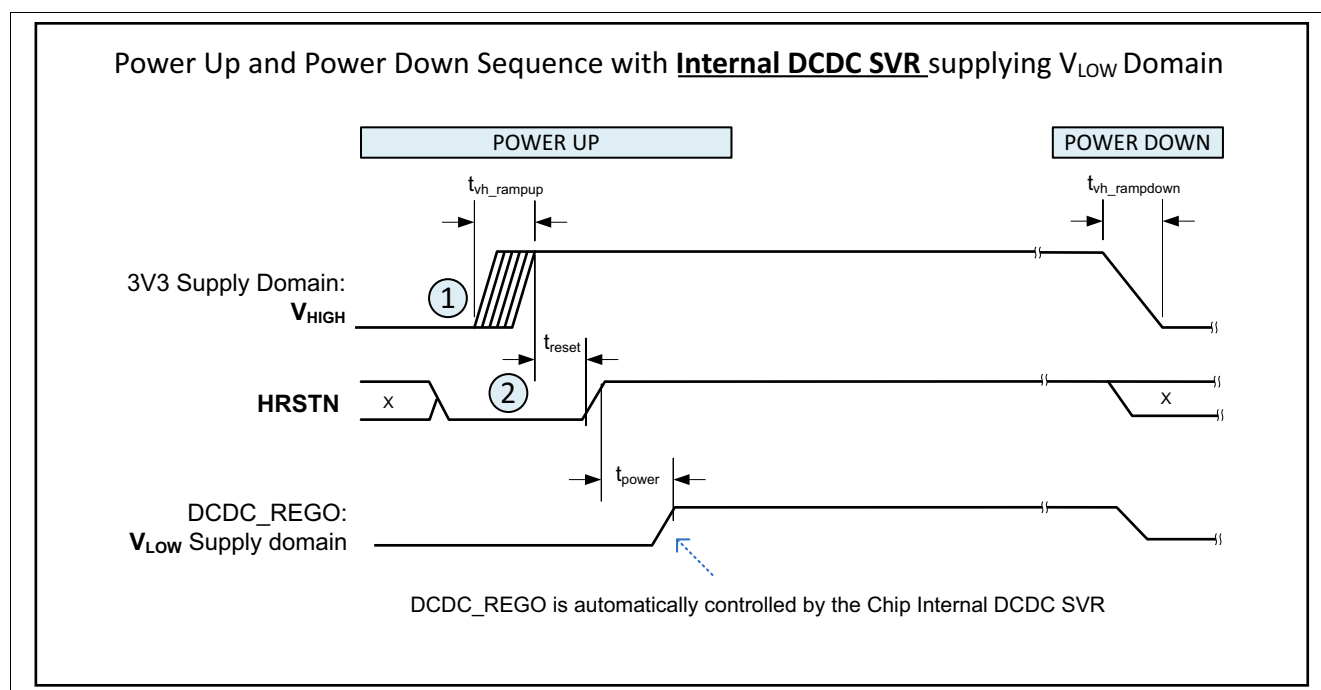 Power Up and Power Down Sequence with Internal DCDC SVR supplying VLOW Domain
POWER UP
POWER DOWN
tvh_rampup
tvh_rampdown
3V3 Supply Domain:
VHIGH
1
treset
HRSTN
X
2
X
tpower
DCDC_REGO:
VLOW Supply domain
DCDC_REGO is automatically controlled by the Chip Internal DCDC SVR